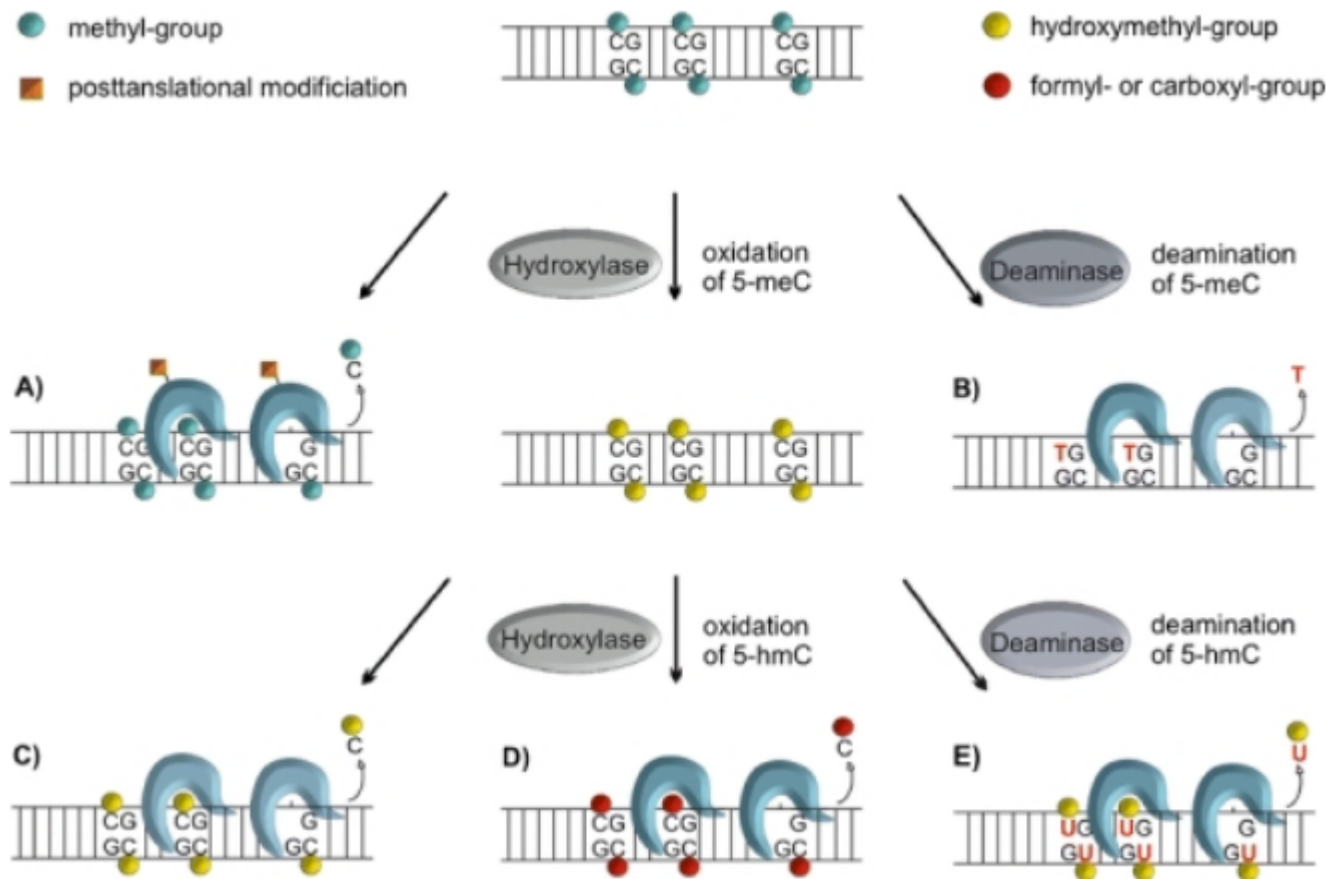 methyl-group
posttranslational modificiation
CG CG CG
GC GC GC
hydroxymethyl-group
formyl- or carboxyl-group
Hydroxylase
oxidation
of 5-meC
Deaminase
deamination
of 5-meC
A)
C
CG CG G
GC GC GC
CG CG CG
GC GC GC
B)
T
TG TG G
GC GC GC
Hydroxylase
oxidation
of 5-hmC
Deaminase
deamination
of 5-hmC
C)
C
CG CG G
GC GC GC
D)
C
CG CG G
GC GC GC
E)
U
UG UG G
GU GU GU